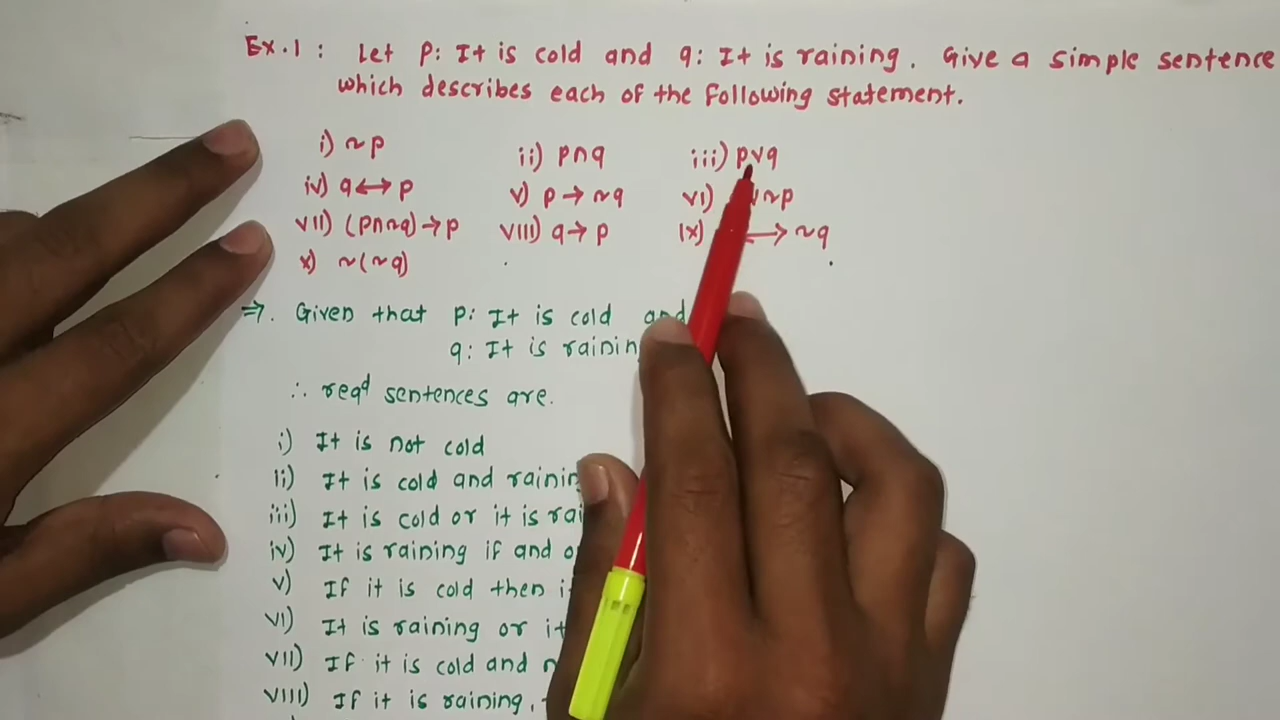 Ex.1 : Let p: It is cold and q: It is raining. Give a simple sentence
which describes each of the following statement.
i) ~p ii) p∩q iii) p∨q
iv) q↔p v) p→~q vi) ∨~p
vii) (p∩~q)→p viii) q→p ix) ⟷ ~q
x) ~(~q)
⇒. Given that p: It is cold and
q: It is raining
∴ reqd sentences are.
i) It is not cold
ii) It is cold and raining
iii) It is cold or it is
iv) It is raining if and
v) If it is cold then
vi) It is raining or it
vii) If it is cold and
viii) If it is raining,